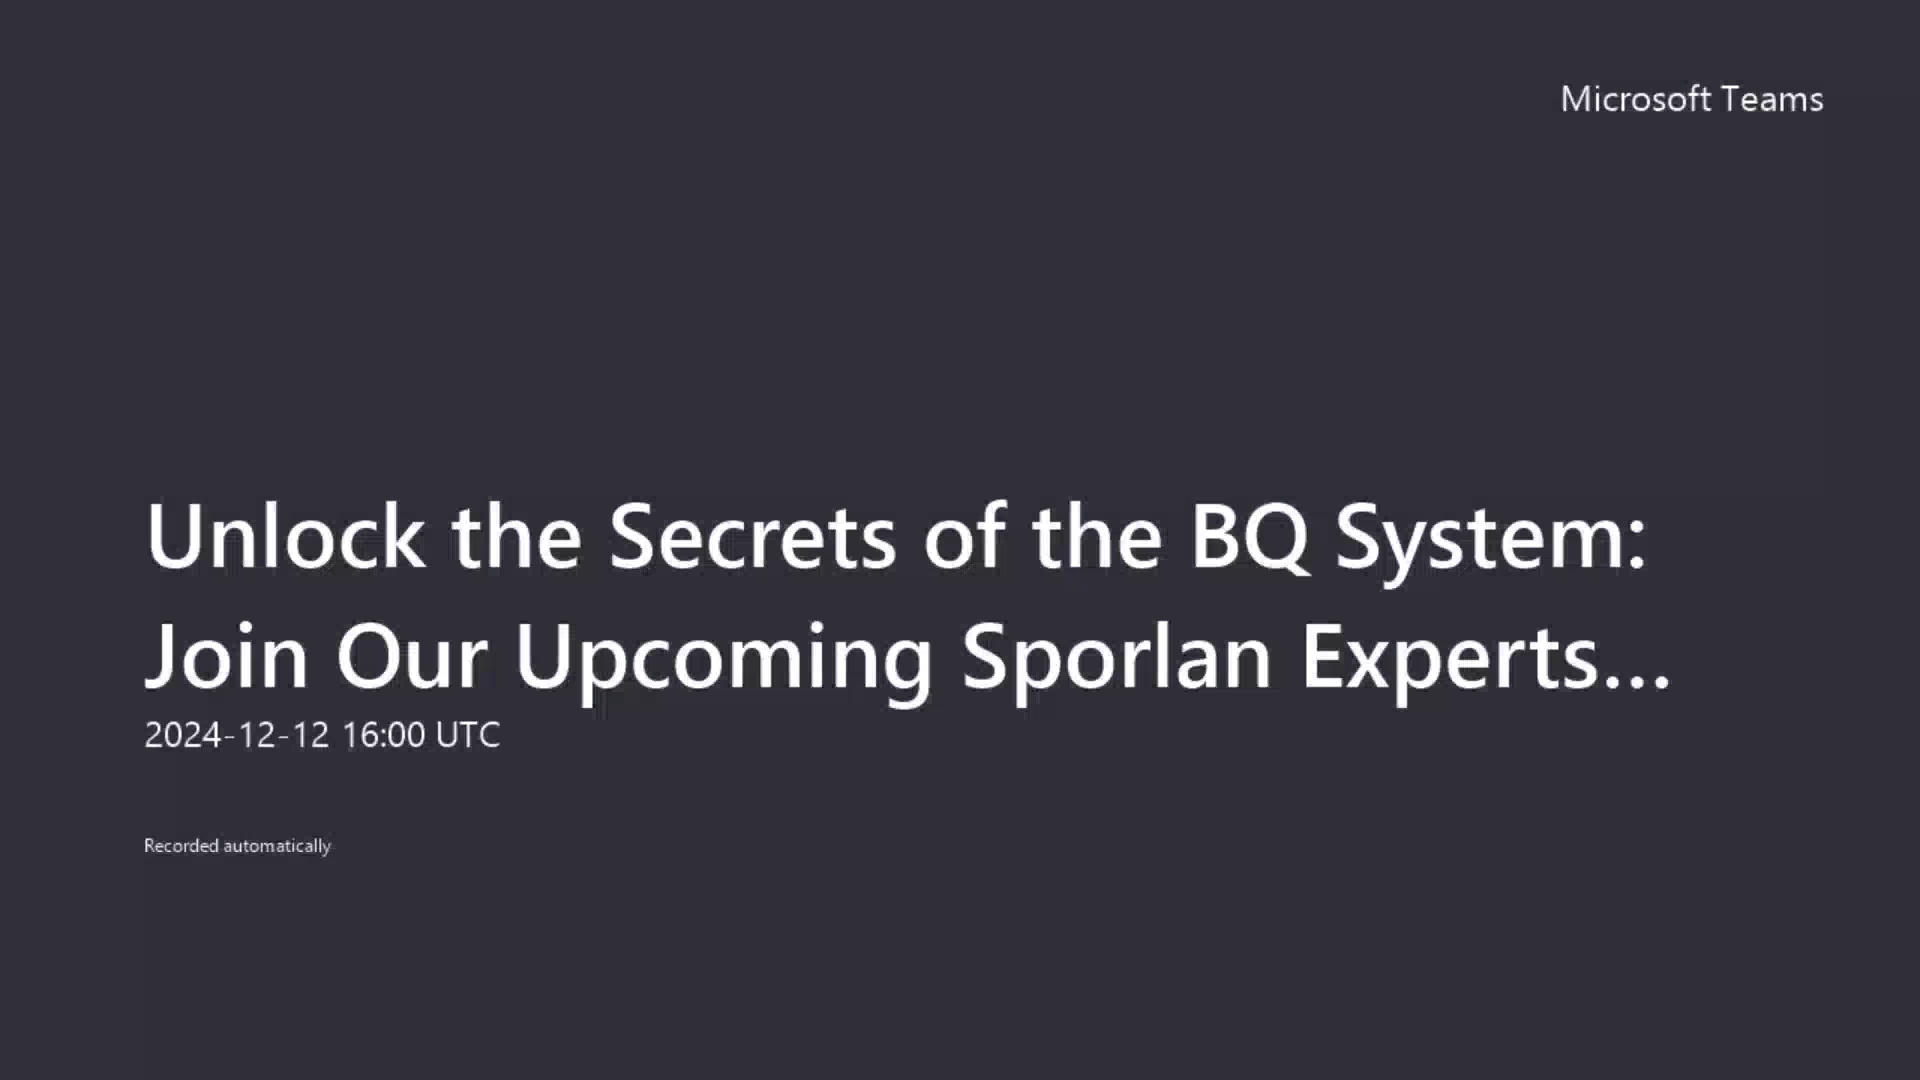 Microsoft Teams
Unlock the Secrets of the BQ System:
Join Our Upcoming Sporlan Experts...
2024-12-12 16:00 UTC
Recorded automatically